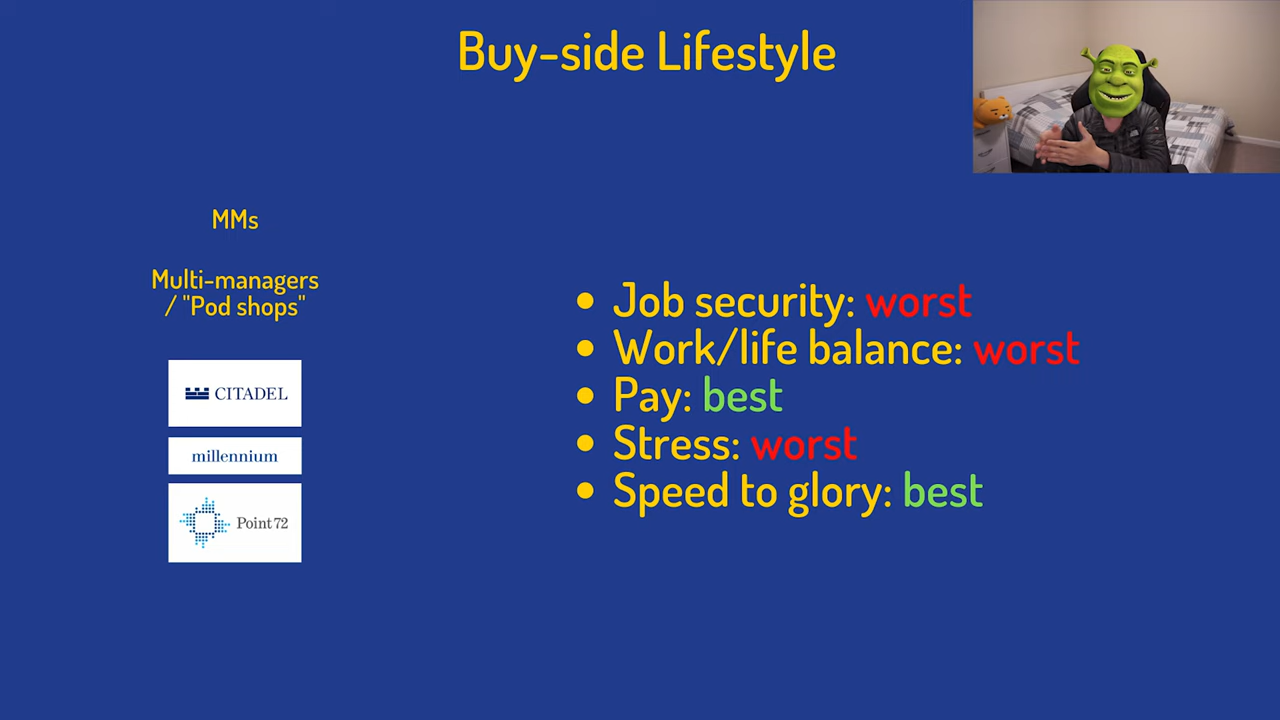 Buy-side Lifestyle
MMs
Multi-managers
/ "Pod shops"
CITADEL
millennium
Point72
• Job security: worst
• Work/life balance: worst
• Pay: best
• Stress: worst
• Speed to glory: best